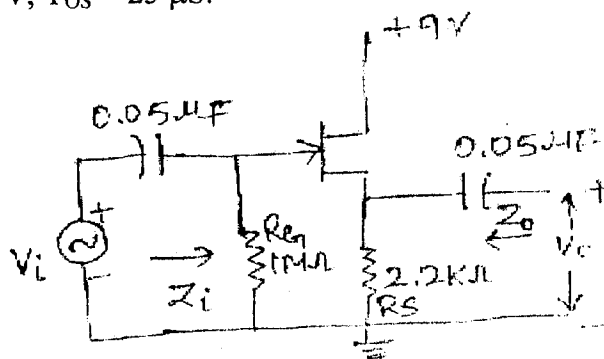 V, YOS 25 μS.
+9V
0.05μF
0.05μF
+
+
Vi
~
-
Zi
RG
1MΩ
2.2KΩ
RS
Zo
Vo